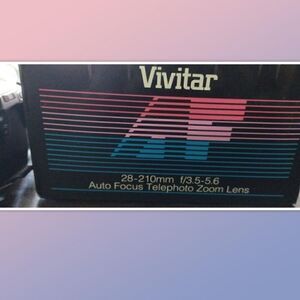 Vivitar
AF
28-210mm f/3.5-5.6
Auto Focus Telephoto Zoom Lens